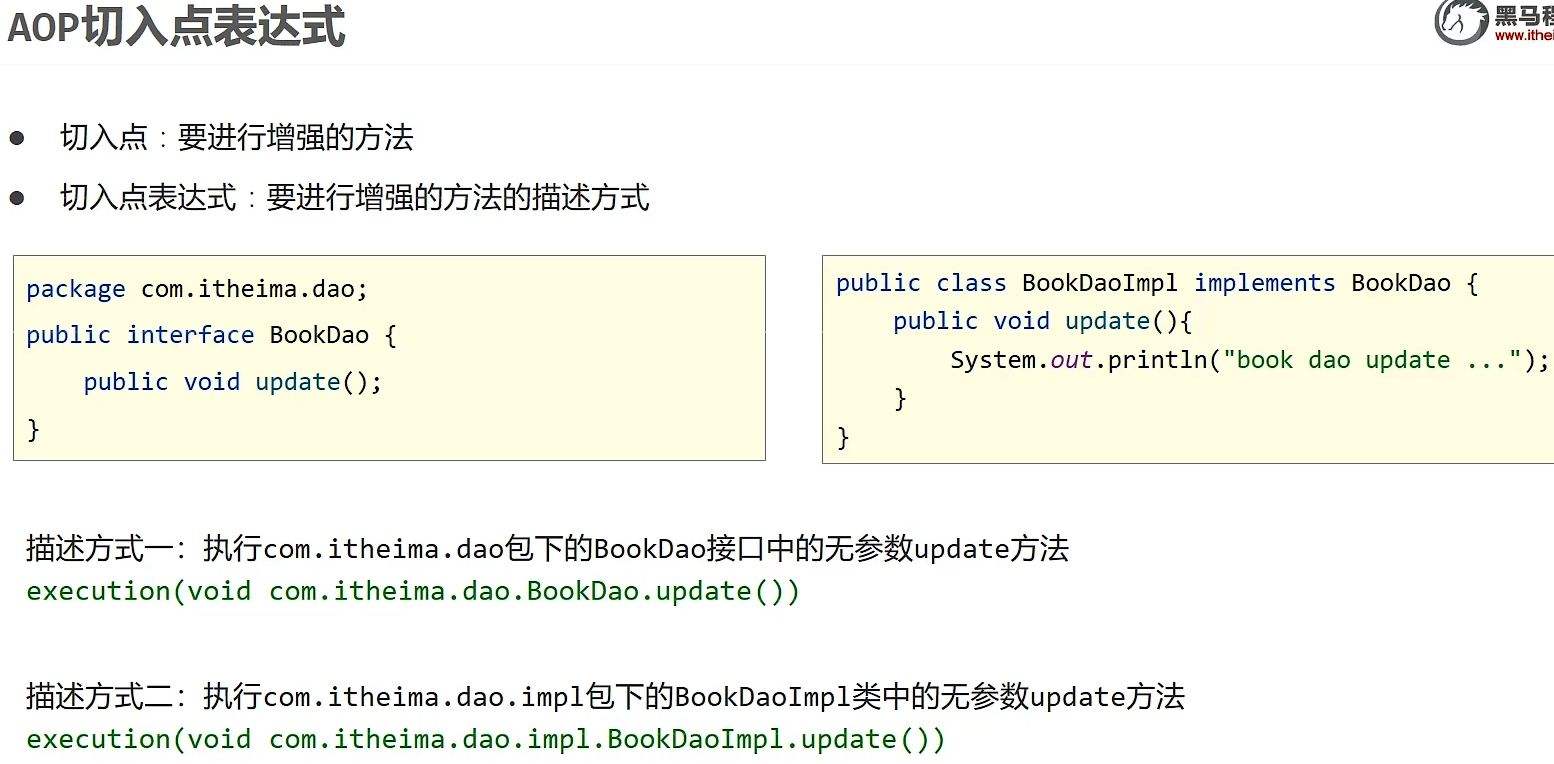 AOP切入点表达式
黑马程
www.ithei
● 切入点：要进行增强的方法
● 切入点表达式：要进行增强的方法的描述方式
package com.itheima.dao;
public interface BookDao {
    public void update();
}
public class BookDaoImpl implements BookDao {
    public void update(){
        System.out.println("book dao update ...");
    }
}
描述方式一：执行com.itheima.dao包下的BookDao接口中的无参数update方法
execution(void com.itheima.dao.BookDao.update())
描述方式二：执行com.itheima.dao.impl包下的BookDaoImpl类中的无参数update方法
execution(void com.itheima.dao.impl.BookDaoImpl.update())